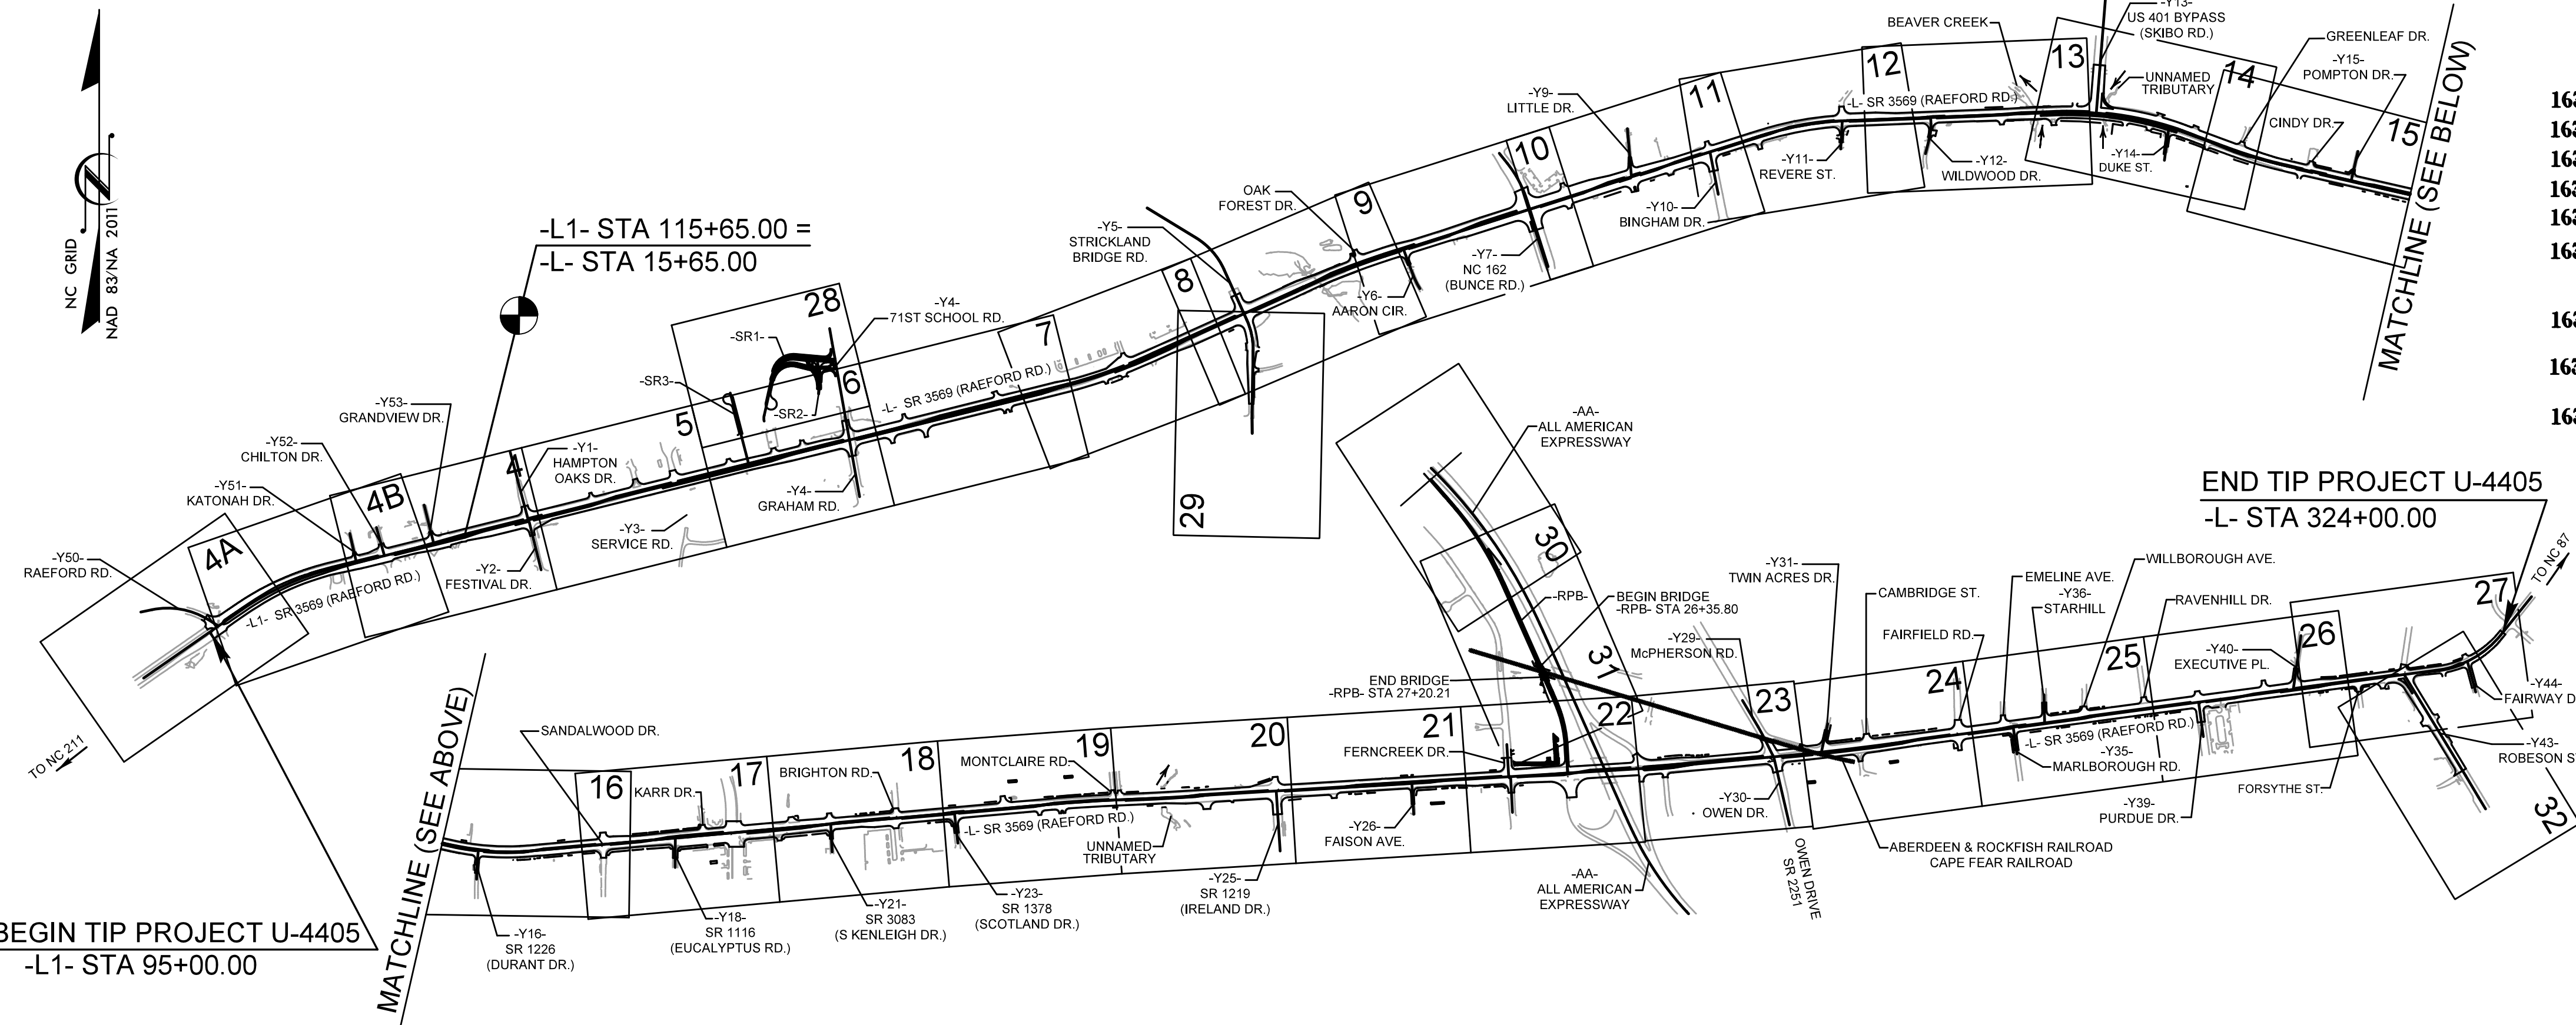 NC GRID
NAD 83/NA 2011
-L1- STA 115+65.00 =
-L- STA 15+65.00
-Y50-
RAEFORD RD.
4A
-Y51-
KATONAH DR.
4B
-Y52-
CHILTON DR.
-Y53-
GRANDVIEW DR.
-L1- SR 3569 (RAEFORD RD.)
TO NC 211
4
-Y1-
HAMPTON
OAKS DR.
-Y2-
FESTIVAL DR.
5
-Y3-
SERVICE RD.
-SR3-
-SR1-
-SR2-
28
-Y4-
71ST SCHOOL RD.
6
-Y4-
GRAHAM RD.
-L- SR 3569 (RAEFORD RD.)
7
8
-Y5-
STRICKLAND
BRIDGE RD.
29
OAK
FOREST DR.
9
-Y6-
AARON CIR.
10
-Y7-
NC 162
(BUNCE RD.)
-Y9-
LITTLE DR.
11
-Y10-
BINGHAM DR.
-Y11-
REVERE ST.
12
-L- SR 3569 (RAEFORD RD.)
-Y12-
WILDWOOD DR.
BEAVER CREEK
13
-Y13-
US 401 BYPASS
(SKIBO RD.)
UNNAMED
TRIBUTARY
-Y14-
DUKE ST.
14
GREENLEAF DR.
-Y15-
POMPTON DR.
CINDY DR.
15
MATCHLINE (SEE BELOW)
END TIP PROJECT U-4405
-L- STA 324+00.00
TO NC 87
BEGIN TIP PROJECT U-4405
-L1- STA 95+00.00
MATCHLINE (SEE ABOVE)
-Y16-
SR 1226
(DURANT DR.)
SANDALWOOD DR.
16
KARR DR.
17
-Y18-
SR 1116
(EUCALYPTUS RD.)
BRIGHTON RD.
18
-Y21-
SR 3083
(S KENLEIGH DR.)
-Y23-
SR 1378
(SCOTLAND DR.)
MONTCLAIRE RD.
19
-L- SR 3569 (RAEFORD RD.)
UNNAMED
TRIBUTARY
20
-Y25-
SR 1219
(IRELAND DR.)
21
-Y26-
FAISON AVE.
FERNCREEK DR.
22
-AA-
ALL AMERICAN
EXPRESSWAY
30
-RPB-
BEGIN BRIDGE
-RPB- STA 26+35.80
31
END BRIDGE
-RPB- STA 27+20.21
-AA-
ALL AMERICAN
EXPRESSWAY
-Y29-
McPHERSON RD.
23
-Y30-
OWEN DR.
OWEN DRIVE
SR 2251
-Y31-
TWIN ACRES DR.
ABERDEEN & ROCKFISH RAILROAD
CAPE FEAR RAILROAD
CAMBRIDGE ST.
FAIRFIELD RD.
24
EMELINE AVE.
-Y36-
STARHILL
-Y35-
MARLBOROUGH RD.
WILLBOROUGH AVE.
RAVENHILL DR.
25
-L- SR 3569 (RAEFORD RD.)
-Y39-
PURDUE DR.
-Y40-
EXECUTIVE PL.
26
FORSYTHE ST.
27
-Y44-
FAIRWAY D
-Y43-
ROBESON S
32